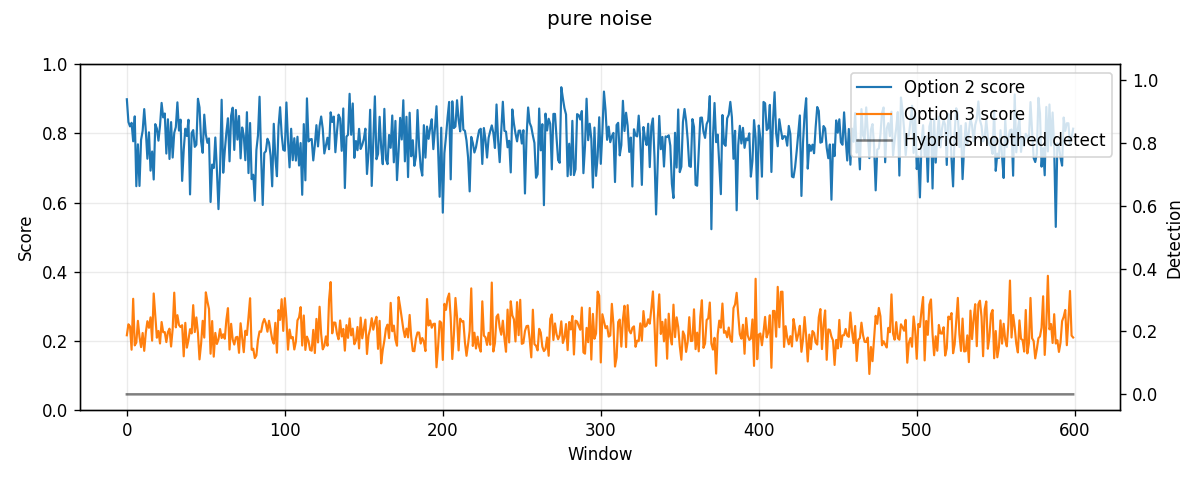 pure noise
1.0
0.8
0.6
0.4
0.2
0.0
Score
1.0
0.8
0.6
0.4
0.2
0.0
Detection
Option 2 score
Option 3 score
Hybrid smoothed detect
0 100 200 300 400 500 600
Window